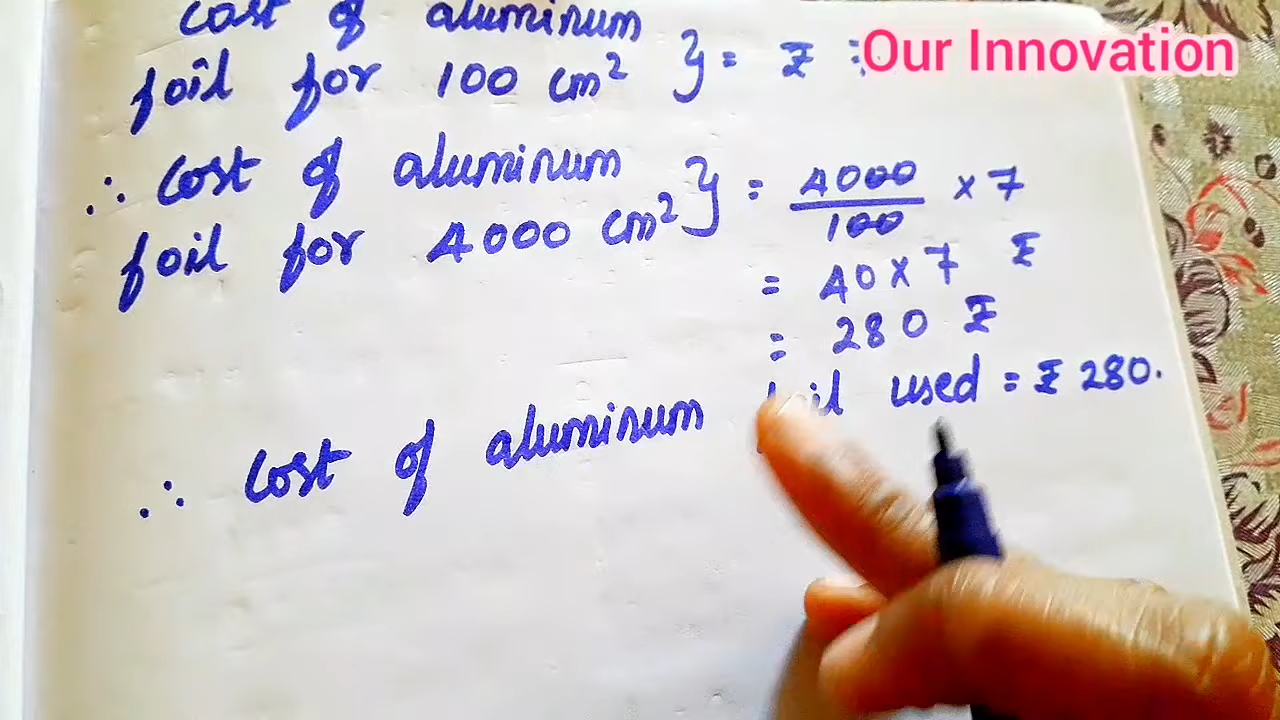 Cost of aluminum
foil for 100 cm² } = ₹
Our Innovation
∴ Cost of aluminum
foil for 4000 cm² } = 4000/100 × 7
= 40 × 7 ₹
= 280 ₹
∴ Cost of aluminum foil used = ₹ 280.